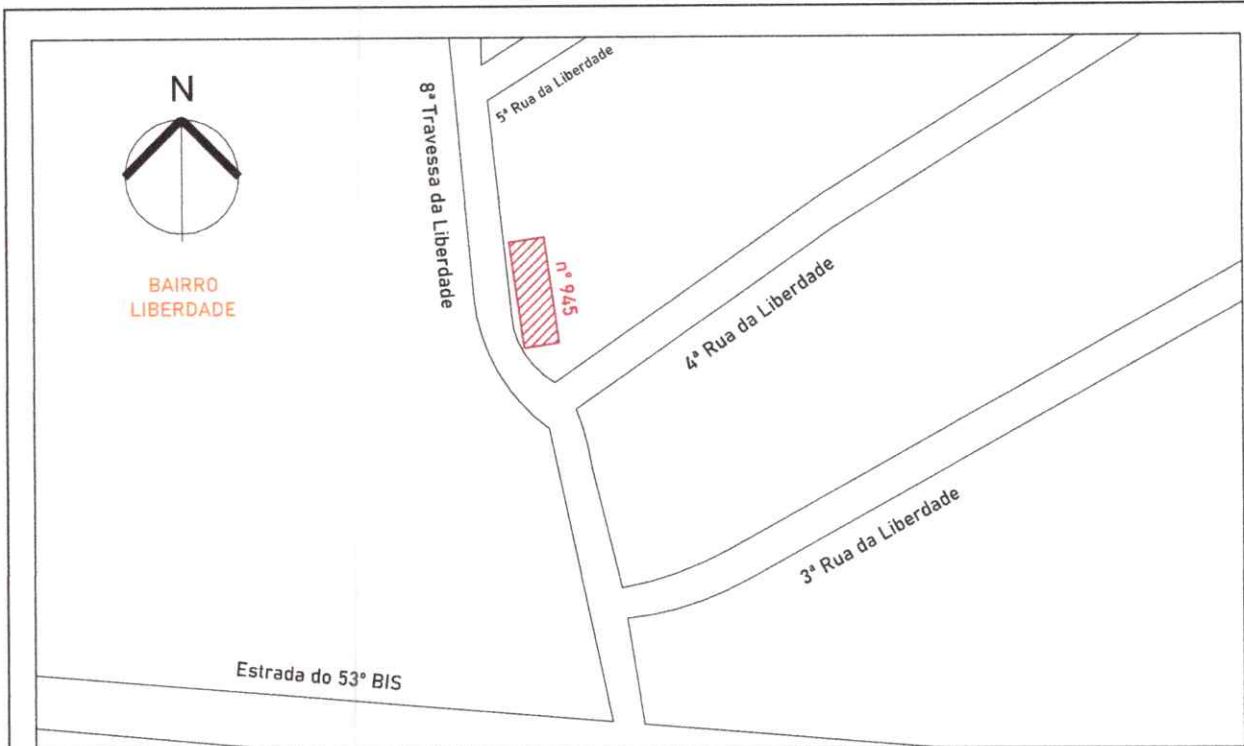 N
BAIRRO
LIBERDADE
8ª Travessa da Liberdade
5ª Rua da Liberdade
nº 945
4ª Rua da Liberdade
3ª Rua da Liberdade
Estrada do 53º BIS